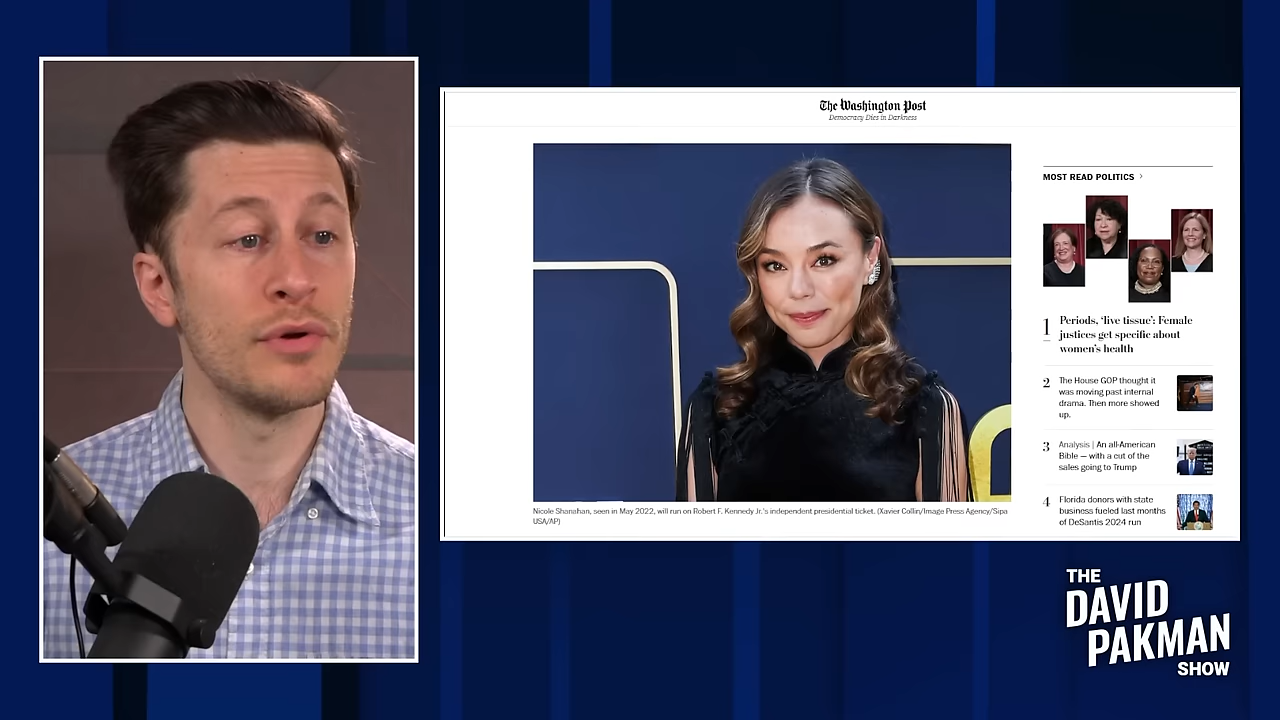 The Washington Post
Democracy Dies in Darkness
MOST READ POLITICS
1
Periods, ‘live tissue’: Female
justices get specific about
women’s health
2
The House GOP thought it
was moving past internal
drama. Then more showed
up.
3
Analysis | An all-American
Bible — with a cut of the
sales going to Trump
4
Florida donors with state
business fueled last months
of DeSantis 2024 run
Nicole Shanahan, seen in May 2022, will run on Robert F. Kennedy Jr.'s independent presidential ticket. (Xavier Collin/Image Press Agency/Sipa
USA/AP)
THE
DAVID
PAKMAN
SHOW